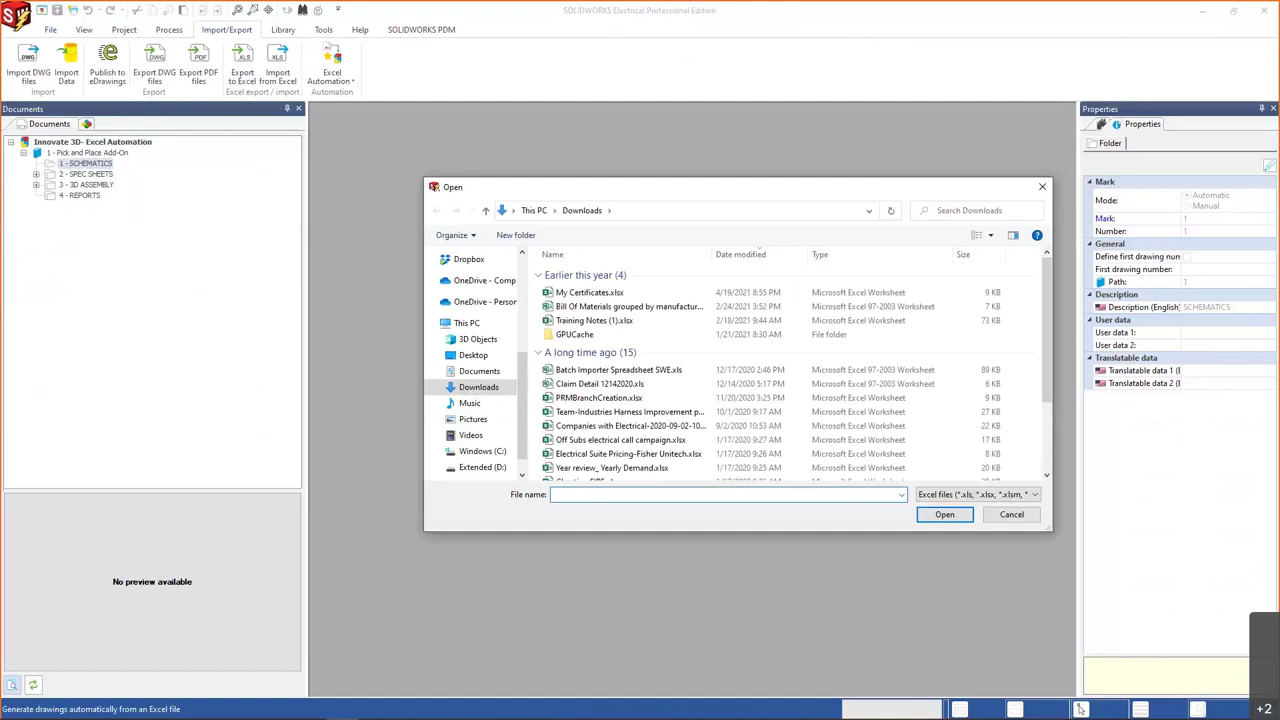 SOLIDWORKS Electrical Professional Edition
File View Project Process Import/Export Library Tools Help SOLIDWORKS PDM
Import DWG files
Import Data
Publish to eDrawings
Export DWG files
Export PDF files
Export to Excel
Import from Excel
Excel Automation
Import Export Excel export / import Automation
Documents
Documents
Innovate 3D- Excel Automation
1 - Pick and Place Add-On
1 - SCHEMATICS
2 - SPEC SHEETS
3 - 3D ASSEMBLY
4 - REPORTS
No preview available
Open
This PC > Downloads >
Search Downloads
Organize New folder
Dropbox
OneDrive - Comp
OneDrive - Person
This PC
3D Objects
Desktop
Documents
Downloads
Music
Pictures
Videos
Windows (C:)
Extended (D:)
Name Date modified Type Size
Earlier this year (4)
My Certificates.xlsx 4/19/2021 8:55 PM Microsoft Excel Worksheet 9 KB
Bill Of Materials grouped by manufactur... 2/24/2021 3:52 PM Microsoft Excel 97-2003 Worksheet 7 KB
Training Notes (1).xlsx 2/18/2021 9:44 AM Microsoft Excel Worksheet 73 KB
GPUCache 1/21/2021 8:30 AM File folder
A long time ago (15)
Batch Importer Spreadsheet SWE.xls 12/17/2020 2:46 PM Microsoft Excel 97-2003 Worksheet 89 KB
Claim Detail 12142020.xls 12/14/2020 5:17 PM Microsoft Excel 97-2003 Worksheet 6 KB
PRMBranchCreation.xlsx 11/20/2020 3:25 PM Microsoft Excel Worksheet 9 KB
Team-Industries Harness Improvement p... 10/1/2020 9:17 AM Microsoft Excel Worksheet 27 KB
Companies with Electrical-2020-09-02-10... 9/2/2020 10:53 AM Microsoft Excel Worksheet 22 KB
Off Subs electrical call campaign.xlsx 1/17/2020 9:27 AM Microsoft Excel Worksheet 17 KB
Electrical Suite Pricing-Fisher Unitech.xlsx 1/17/2020 9:26 AM Microsoft Excel Worksheet 8 KB
Year review_ Yearly Demand.xlsx 1/17/2020 9:25 AM Microsoft Excel Worksheet 20 KB
File name:
Excel files (*.xls, *.xlsx, *.xlsm, *
Open Cancel
Properties
Properties
Folder
Mark
Mode: Automatic
Manual
Mark: 1
Number: 1
General
Define first drawing num
First drawing number:
Path: 1
Description
Description (English) SCHEMATICS
User data
User data 1:
User data 2:
Translatable data
Translatable data 1 (E
Translatable data 2 (E
Generate drawings automatically from an Excel file
+2